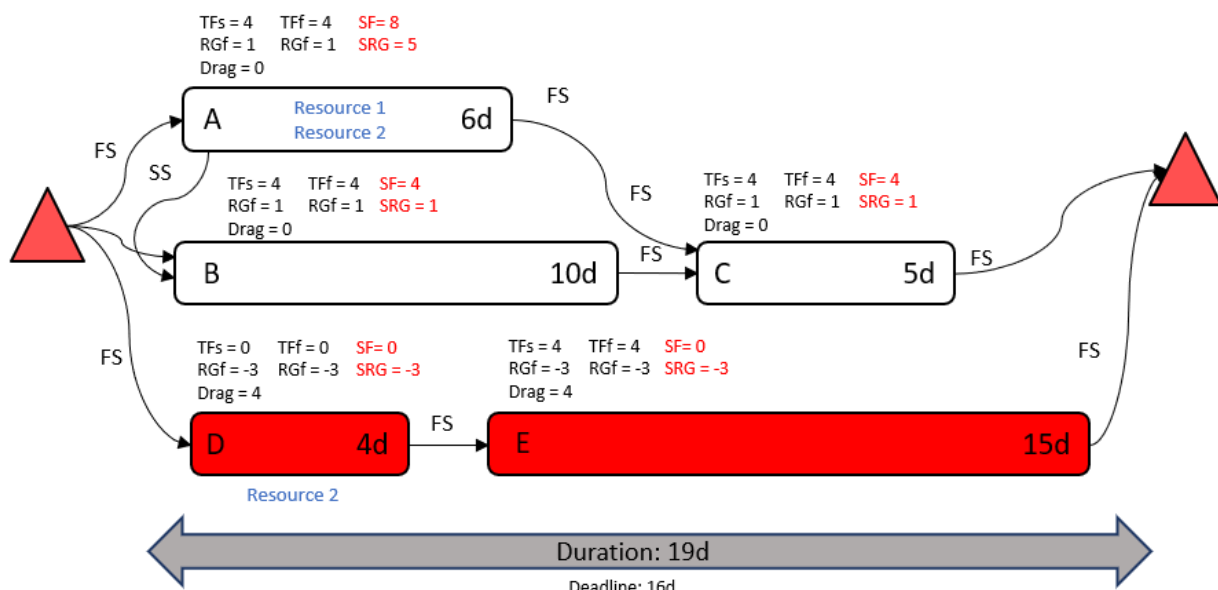 TFs = 4 TFf = 4 SF= 8
RGf = 1 RGf = 1 SRG = 5
Drag = 0
FS
A Resource 1 6d
Resource 2
FS
SS
TFs = 4 TFf = 4 SF= 4
RGf = 1 RGf = 1 SRG = 1
Drag = 0
FS
TFs = 4 TFf = 4 SF= 4
RGf = 1 RGf = 1 SRG = 1
Drag = 0
B 10d
FS
C 5d
FS
FS
TFs = 0 TFf = 0 SF= 0
RGf = -3 RGf = -3 SRG = -3
Drag = 4
TFs = 4 TFf = 4 SF= 0
RGf = -3 RGf = -3 SRG = -3
Drag = 4
FS
D 4d
FS
E 15d
Resource 2
Duration: 19d
Deadline: 16d